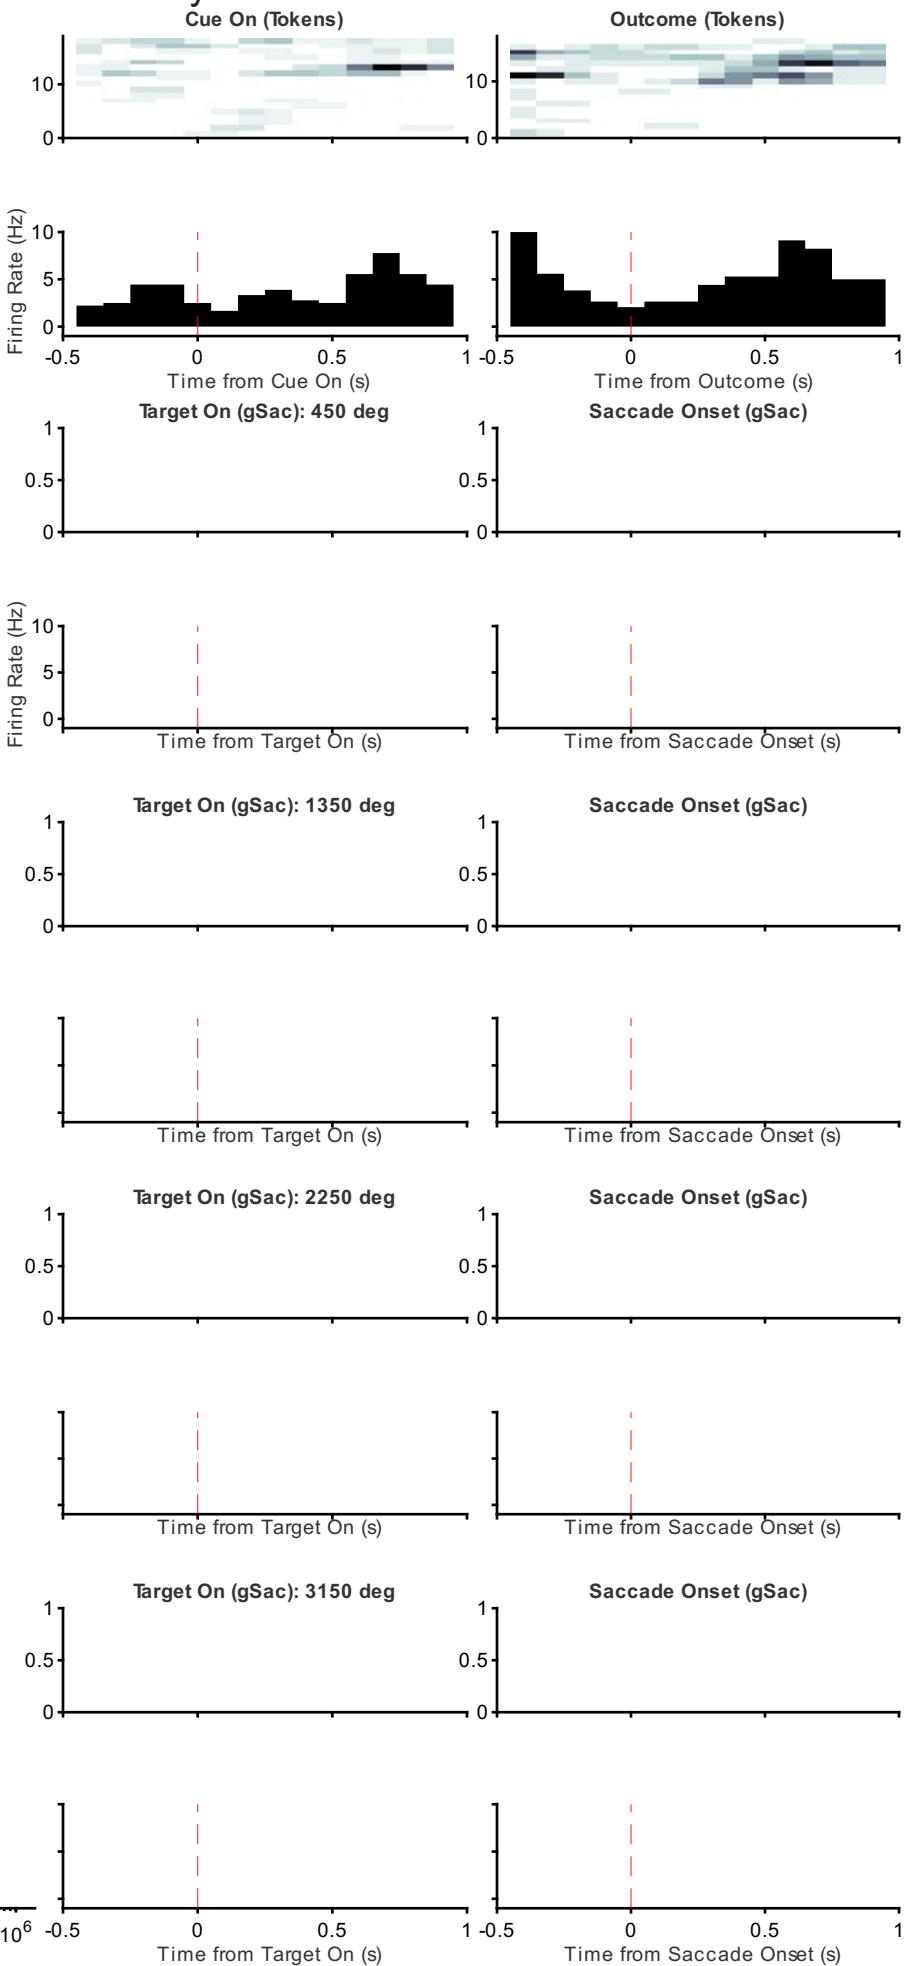 y
Cue On (Tokens) Outcome (Tokens)
10 10
0 0
Firing Rate (Hz)
10
5
0
-0.5 0 0.5 1 -0.5 0 0.5 1
Time from Cue On (s) Time from Outcome (s)
Target On (gSac): 450 deg Saccade Onset (gSac)
1 1
0.5 0.5
0 0
Firing Rate (Hz)
10
5
0
Time from Target On (s) Time from Saccade Onset (s)
Target On (gSac): 1350 deg Saccade Onset (gSac)
1 1
0.5 0.5
0 0
Time from Target On (s) Time from Saccade Onset (s)
Target On (gSac): 2250 deg Saccade Onset (gSac)
1 1
0.5 0.5
0 0
Time from Target On (s) Time from Saccade Onset (s)
Target On (gSac): 3150 deg Saccade Onset (gSac)
1 1
0.5 0.5
0 0
10⁶ -0.5 0 0.5 1 -0.5 0 0.5 1
Time from Target On (s) Time from Saccade Onset (s)